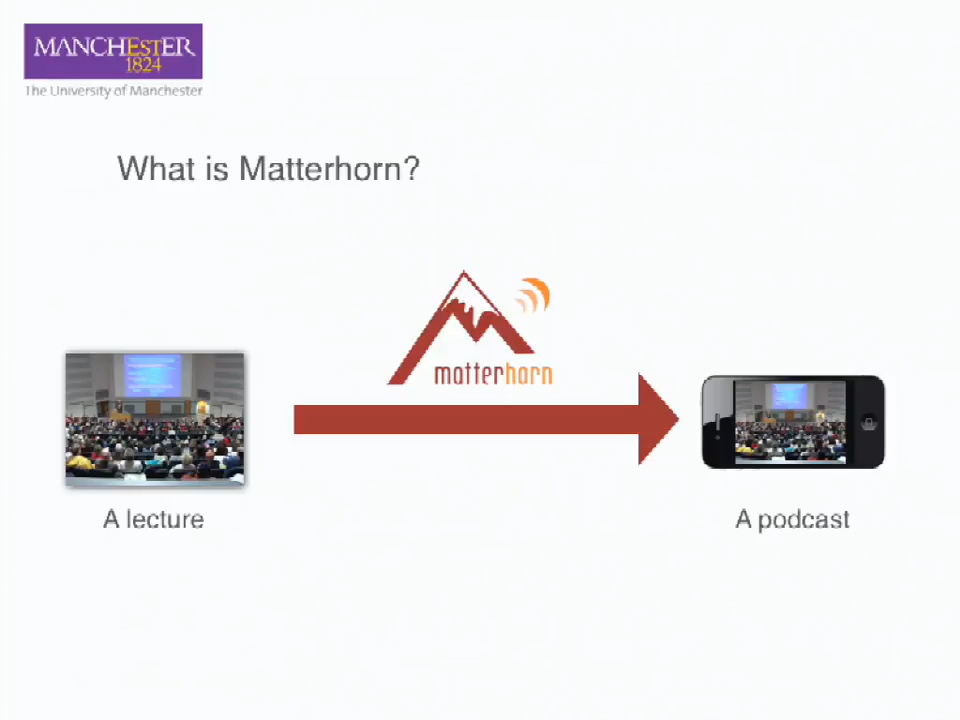 MANCHESTER
1824
The University of Manchester
What is Matterhorn?
matterhorn
A lecture
A podcast